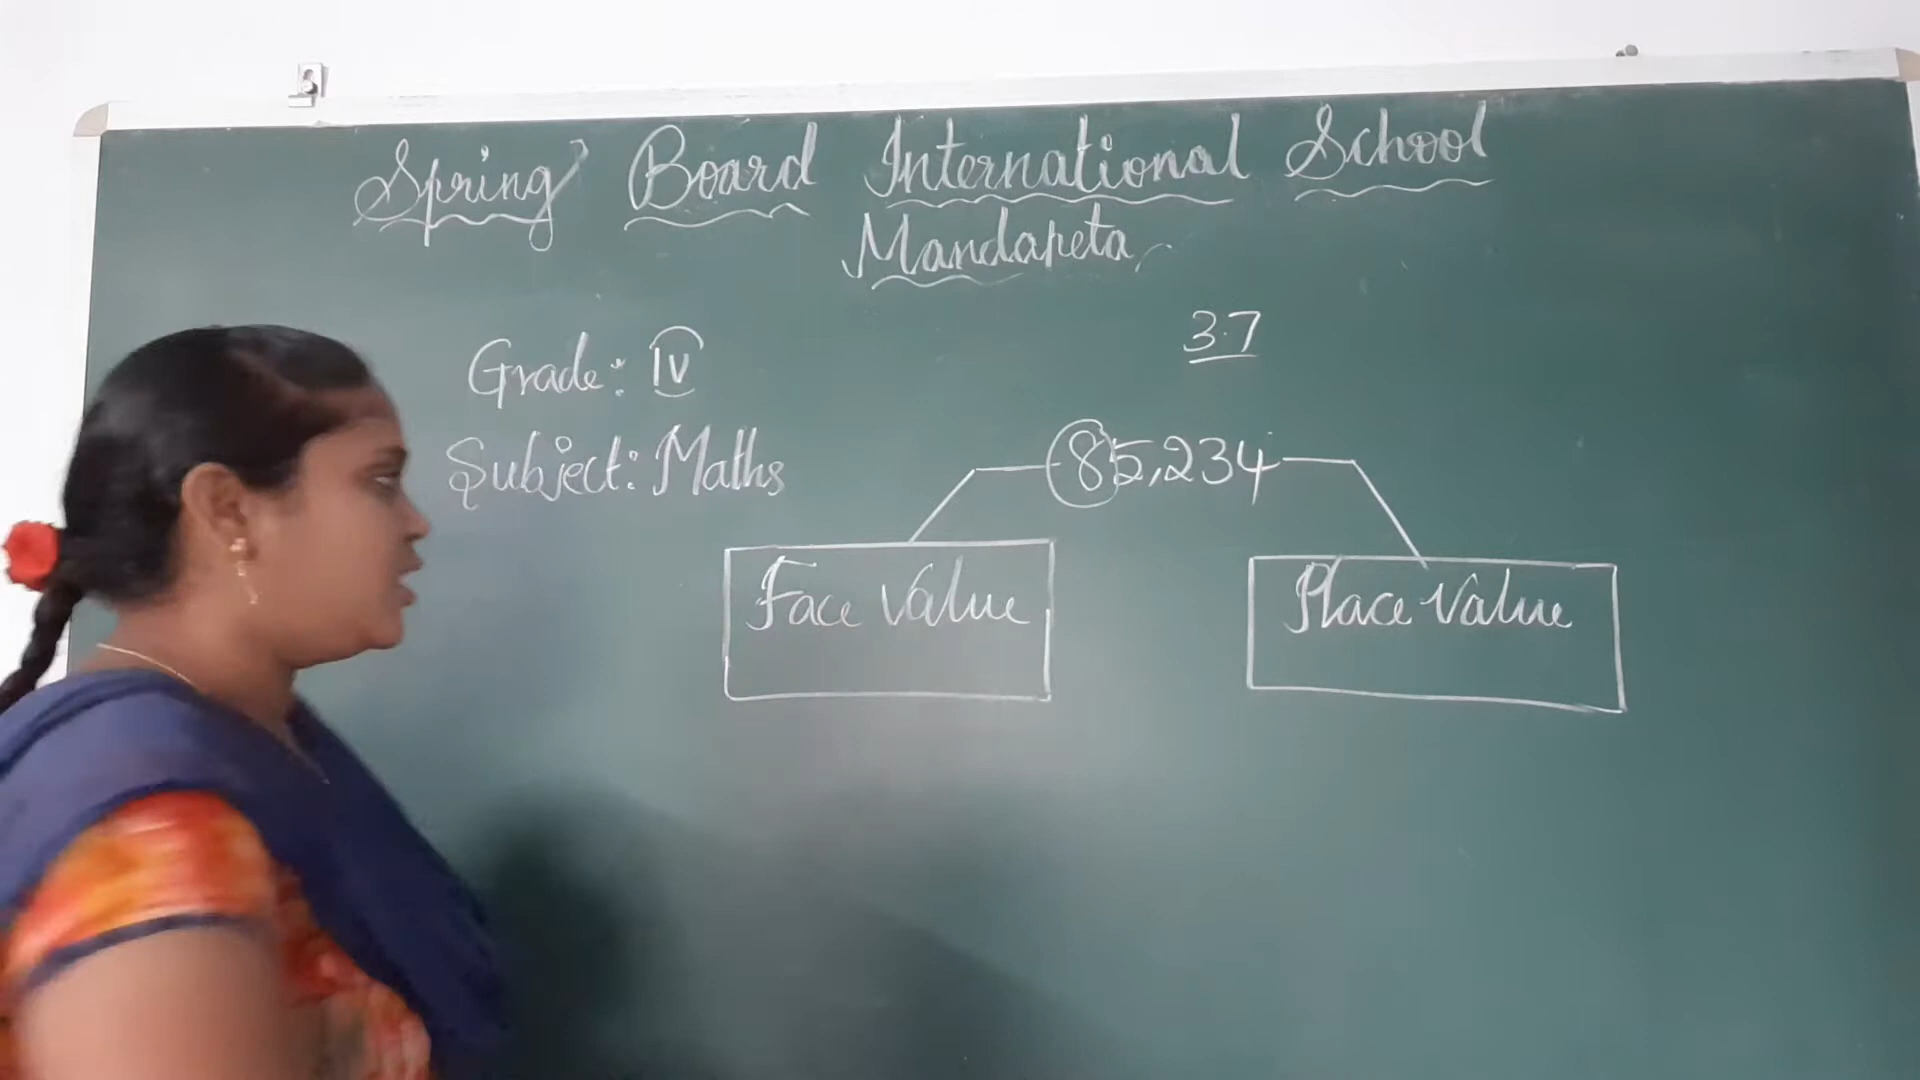 Spring Board International School
Mandapeta
Grade: IV
3.7
Subject: Maths
85,234
Face Value
Place Value